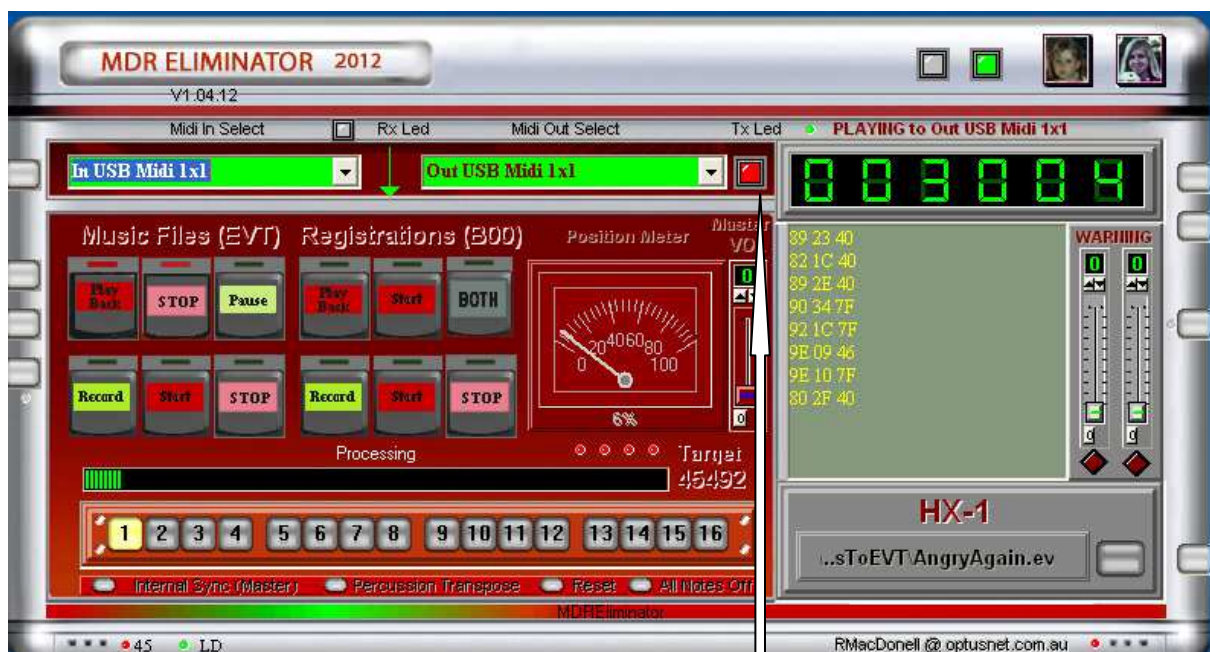 MDR ELIMINATOR 2012
V1.04.12
Midi In Select Rx Led Midi Out Select Tx Led PLAYING to Out USB Midi 1x1
In USB Midi 1x1 Out USB Midi 1x1
003004
Music Files (EVT) Registrations (B00) Position Meter Master
VO
89 23 40
82 1C 40
89 2E 40
90 34 7F
92 1C 7F
9E 09 46
9E 10 7F
80 2F 40
WARNING
0 0 0
Play Back STOP Pause Play Back Start BOTH
0 20 40 60 80 100
6%
Record Start STOP Record Start STOP
0 0 0
Processing Target
45492
1 2 3 4 5 6 7 8 9 10 11 12 13 14 15 16
HX-1
..sToEVT\AngryAgain.ev
Internal Sync (Master) Percussion Transpose Reset All Notes Off
MDREliminator
45 LD RMacDonell @ optusnet.com.au